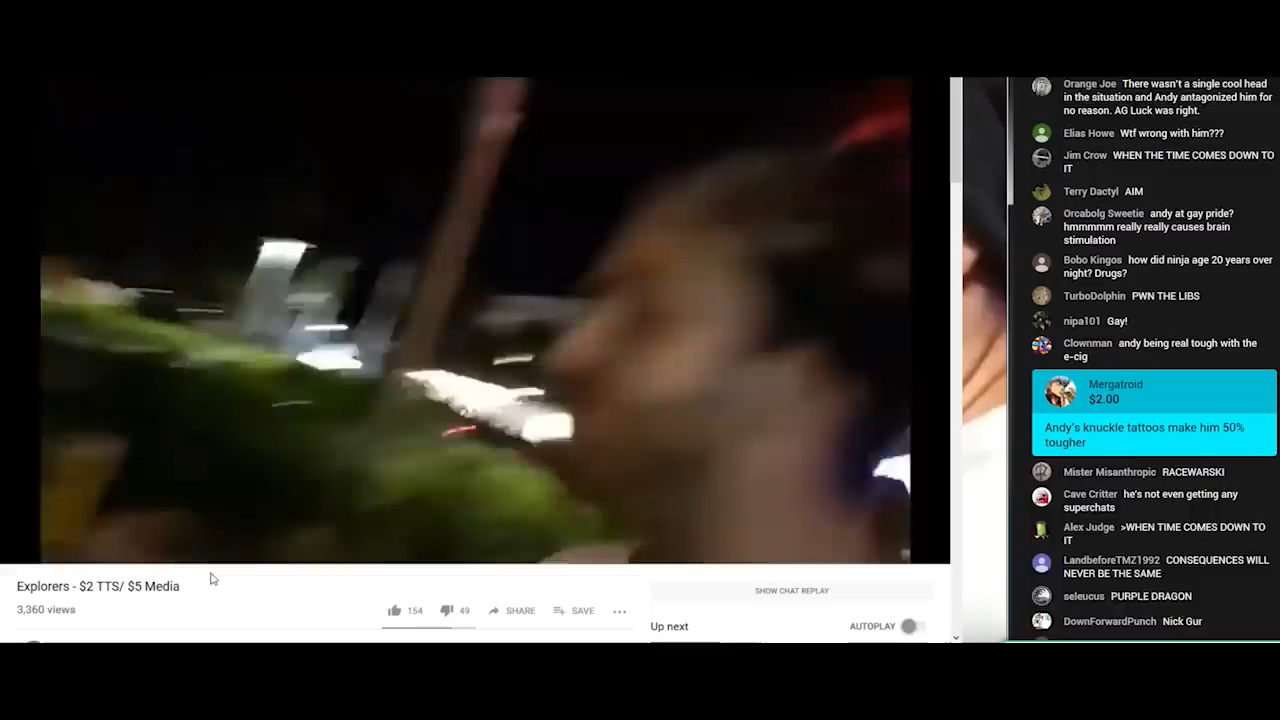 Orange Joe There wasn't a single cool head
in the situation and Andy antagonized him for
no reason. AG Luck was right.
Elias Howe Wtf wrong with him???
Jim Crow WHEN THE TIME COMES DOWN TO
IT
Terry Dactyl AIM
Orcabolg Sweetie andy at gay pride?
hmmmmm really really causes brain
stimulation
Bobo Kingos how did ninja age 20 years over
night? Drugs?
TurboDolphin PWN THE LIBS
nipa101 Gay!
Clownman andy being real tough with the
e-cig
Mergatroid
$2.00
Andy's knuckle tattoos make him 50%
tougher
Mister Misanthropic RACEWARSKI
Cave Critter he's not even getting any
superchats
Alex Judge >WHEN TIME COMES DOWN TO
IT
LandbeforeTMZ1992 CONSEQUENCES WILL
NEVER BE THE SAME
seleucus PURPLE DRAGON
DownForwardPunch Nick Gur
Explorers - $2 TTS/ $5 Media
3,360 views
154 49 SHARE SAVE
SHOW CHAT REPLAY
Up next AUTOPLAY